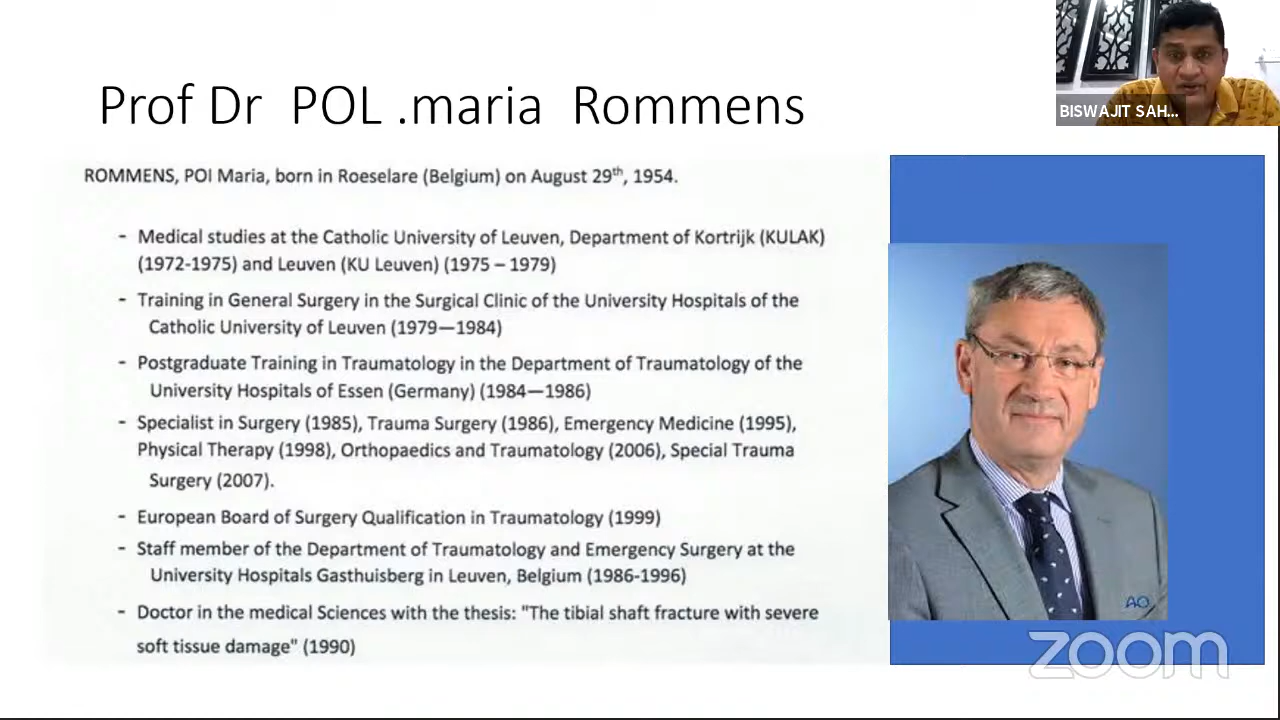 BISWAJIT SAH...
Prof Dr POL .maria Rommens
ROMMENS, POI Maria, born in Roeselare (Belgium) on August 29th, 1954.
- Medical studies at the Catholic University of Leuven, Department of Kortrijk (KULAK)
(1972-1975) and Leuven (KU Leuven) (1975 – 1979)
- Training in General Surgery in the Surgical Clinic of the University Hospitals of the
Catholic University of Leuven (1979—1984)
- Postgraduate Training in Traumatology in the Department of Traumatology of the
University Hospitals of Essen (Germany) (1984—1986)
- Specialist in Surgery (1985), Trauma Surgery (1986), Emergency Medicine (1995),
Physical Therapy (1998), Orthopaedics and Traumatology (2006), Special Trauma
Surgery (2007).
- European Board of Surgery Qualification in Traumatology (1999)
- Staff member of the Department of Traumatology and Emergency Surgery at the
University Hospitals Gasthuisberg in Leuven, Belgium (1986-1996)
- Doctor in the medical Sciences with the thesis: "The tibial shaft fracture with severe
soft tissue damage" (1990)
AO
zoom